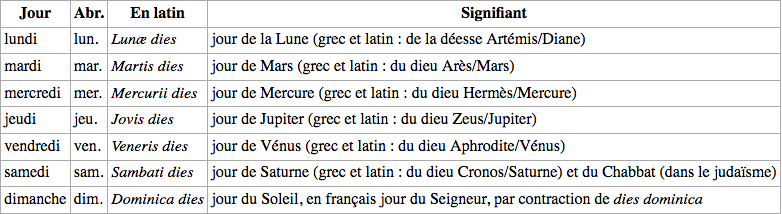 Jour Abr. En latin Signifiant
lundi lun. Lunæ dies jour de la Lune (grec et latin : de la déesse Artémis/Diane)
mardi mar. Martis dies jour de Mars (grec et latin : du dieu Arès/Mars)
mercredi mer. Mercurii dies jour de Mercure (grec et latin : du dieu Hermès/Mercure)
jeudi jeu. Jovis dies jour de Jupiter (grec et latin : du dieu Zeus/Jupiter)
vendredi ven. Veneris dies jour de Vénus (grec et latin : du dieu Aphrodite/Vénus)
samedi sam. Sambati dies jour de Saturne (grec et latin : du dieu Cronos/Saturne) et du Chabbat (dans le judaïsme)
dimanche dim. Dominica dies jour du Soleil, en français jour du Seigneur, par contraction de dies dominica